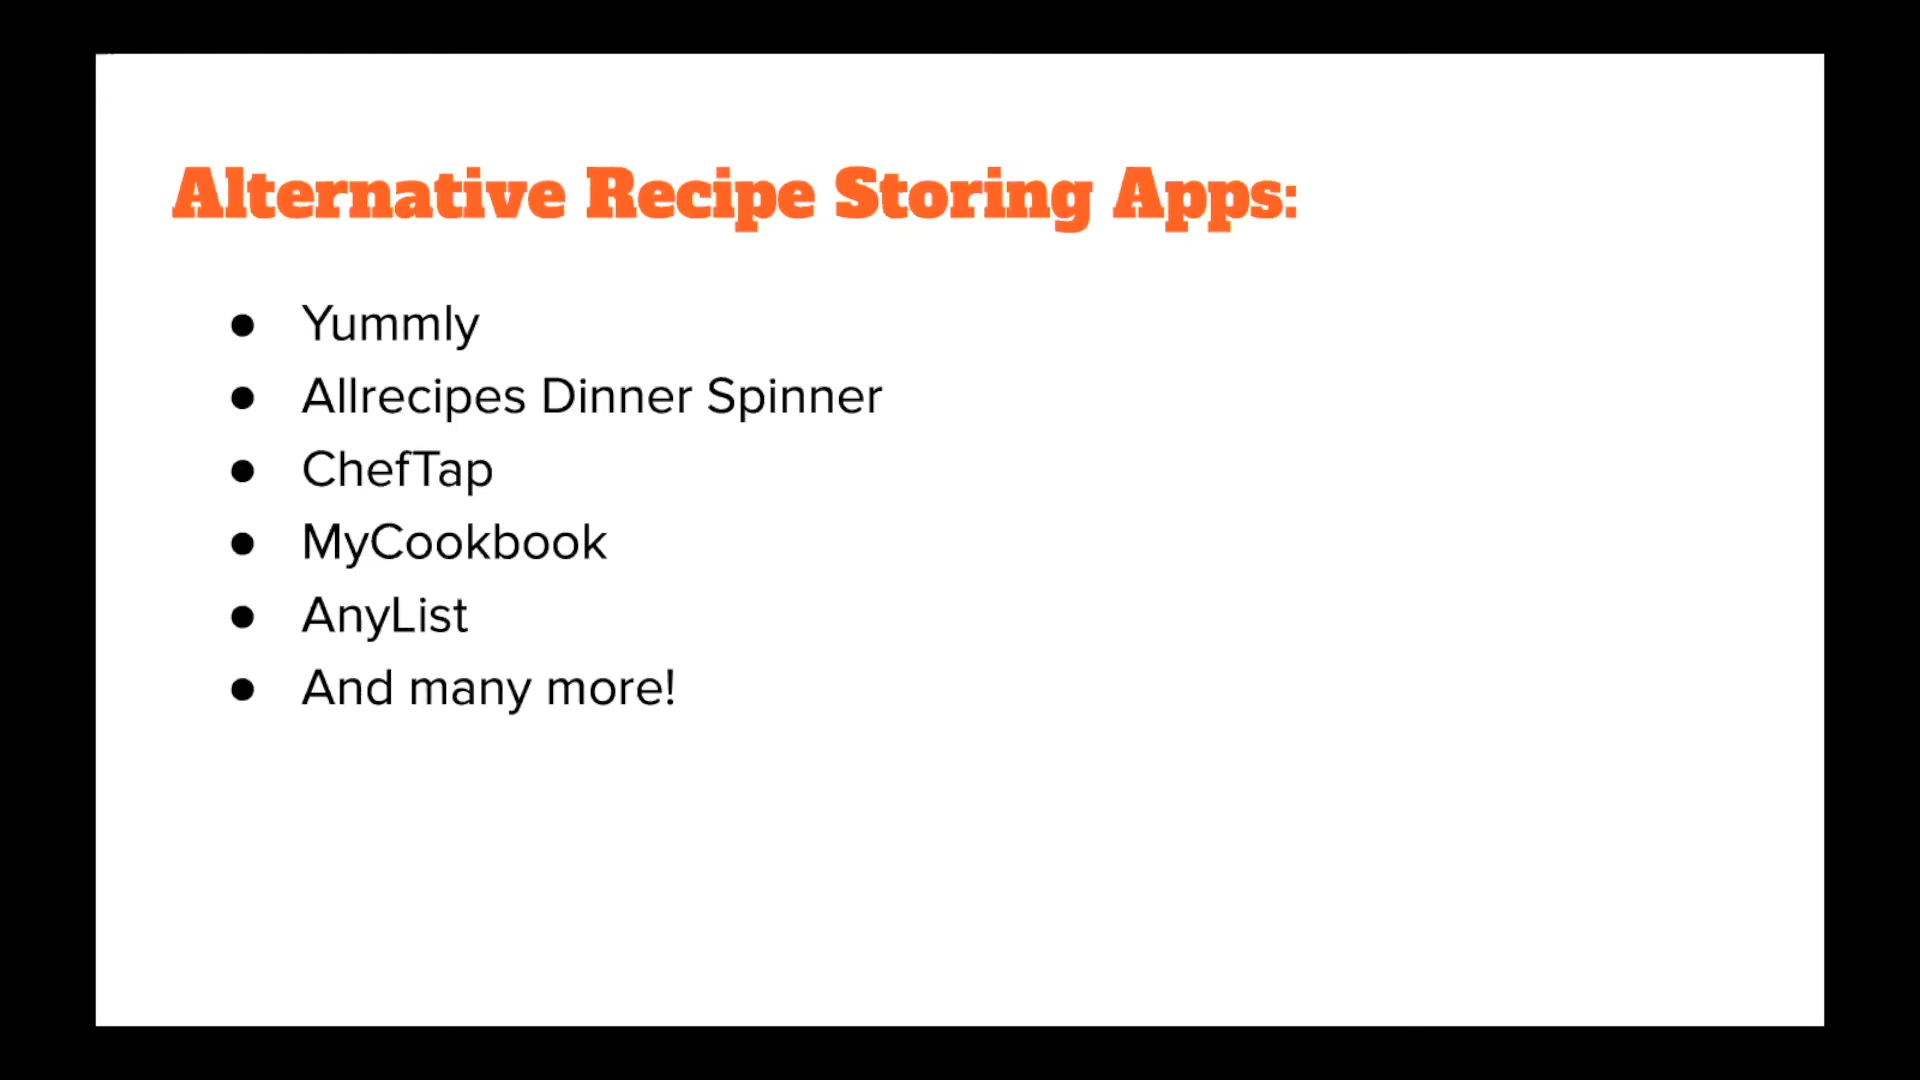 Alternative Recipe Storing Apps:
● Yummly
● Allrecipes Dinner Spinner
● ChefTap
● MyCookbook
● AnyList
● And many more!